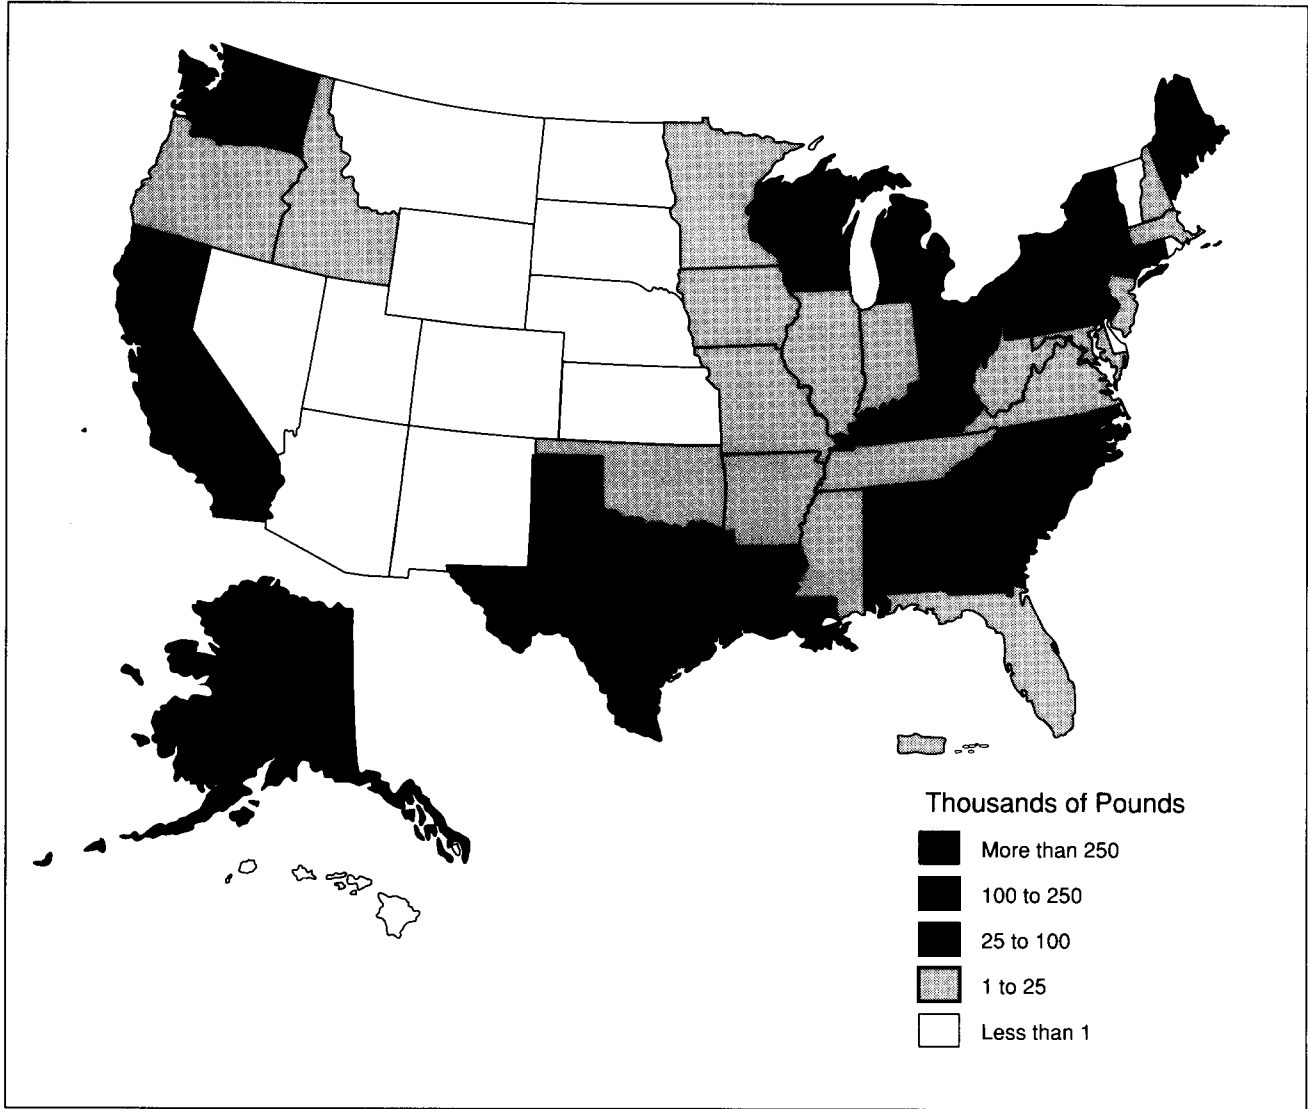 Thousands of Pounds
More than 250
100 to 250
25 to 100
1 to 25
Less than 1